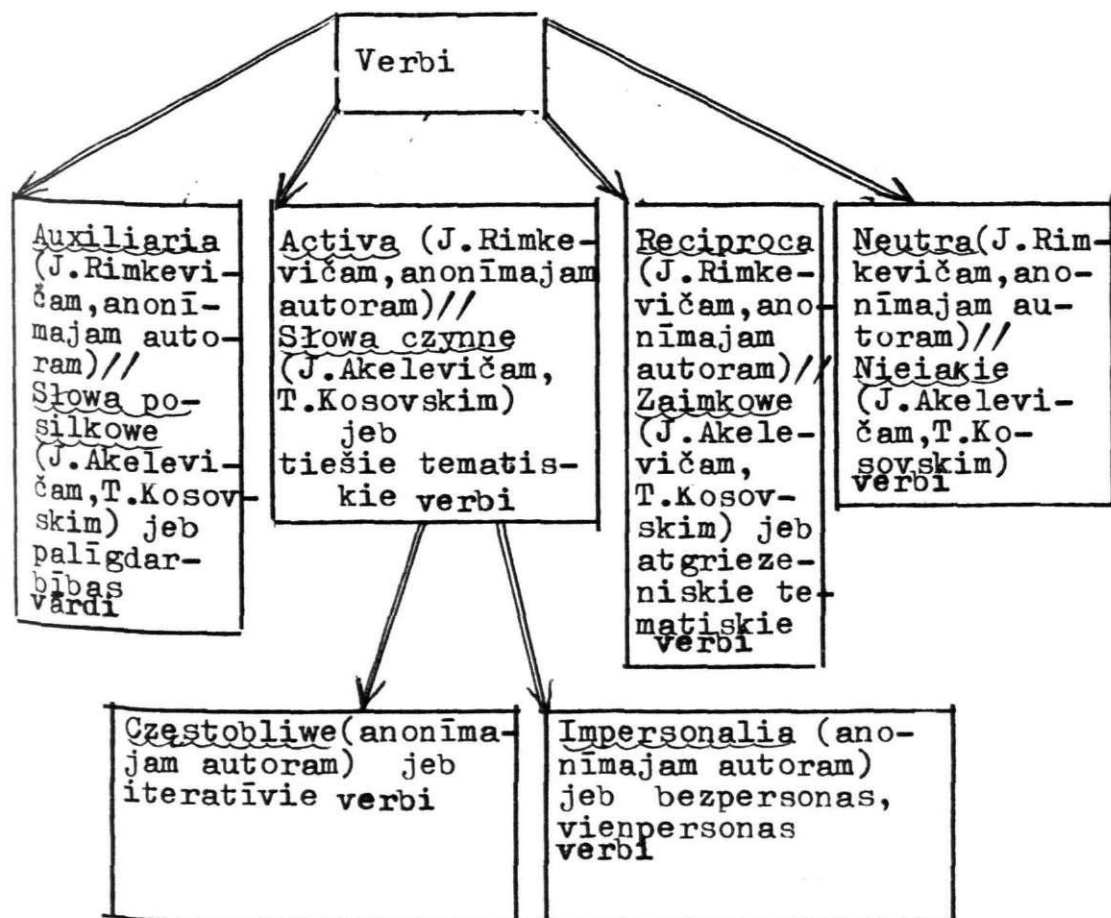 Verbi
Auxiliaria
(J.Rimkevi-
čam,anonī-
majam auto-
ram)//
Słowa po-
silkowe
(J.Akelevi-
čam,T.Kosov-
skim) jeb
palīgdar-
bības
vārdi
Activa (J.Rimke-
vičam,anonīmajam
autoram)//
Słowa czynne
(J.Akelevičam,
T.Kosovskim)
jeb
tiešie tematis-
kie verbi
Reciproca
(J.Rimke-
vičam,ano-
nīmajam
autoram)//
Zaimkowe
(J.Akele-
vičam,
T.Kosov-
skim) jeb
atgrieze-
niskie te-
matiskie
verbi
Neutra(J.Rim-
kevičam,ano-
nīmajam au-
toram)//
Nieiakie
(J.Akelevi-
čam,T.Ko-
sovskim)
verbi
Częstobliwe(anonīma-
jam autoram) jeb
iteratīvie verbi
Impersonalia (ano-
nīmajam autoram)
jeb bezpersonas,
vienpersonas
verbi